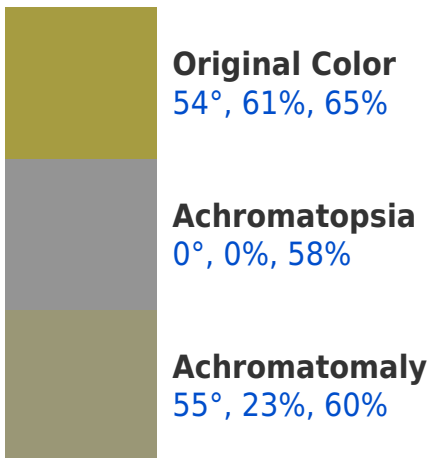 Original Color
54°, 61%, 65%
Achromatopsia
0°, 0%, 58%
Achromatomaly
55°, 23%, 60%